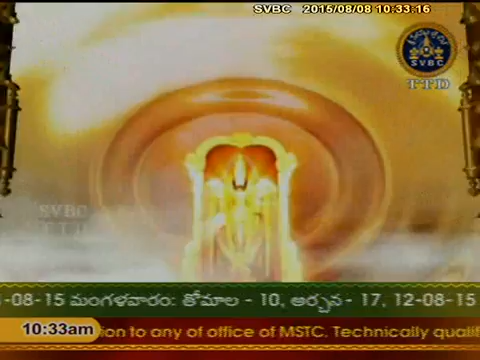 SVBC 2015/08/08 10:33:16
SVBC
TTD
SVBC
-08-15 మంగళవారం: తోమాల - 10, అర్చన - 17, 12-08-15
10:33am ion to any of office of MSTC. Technically qualif